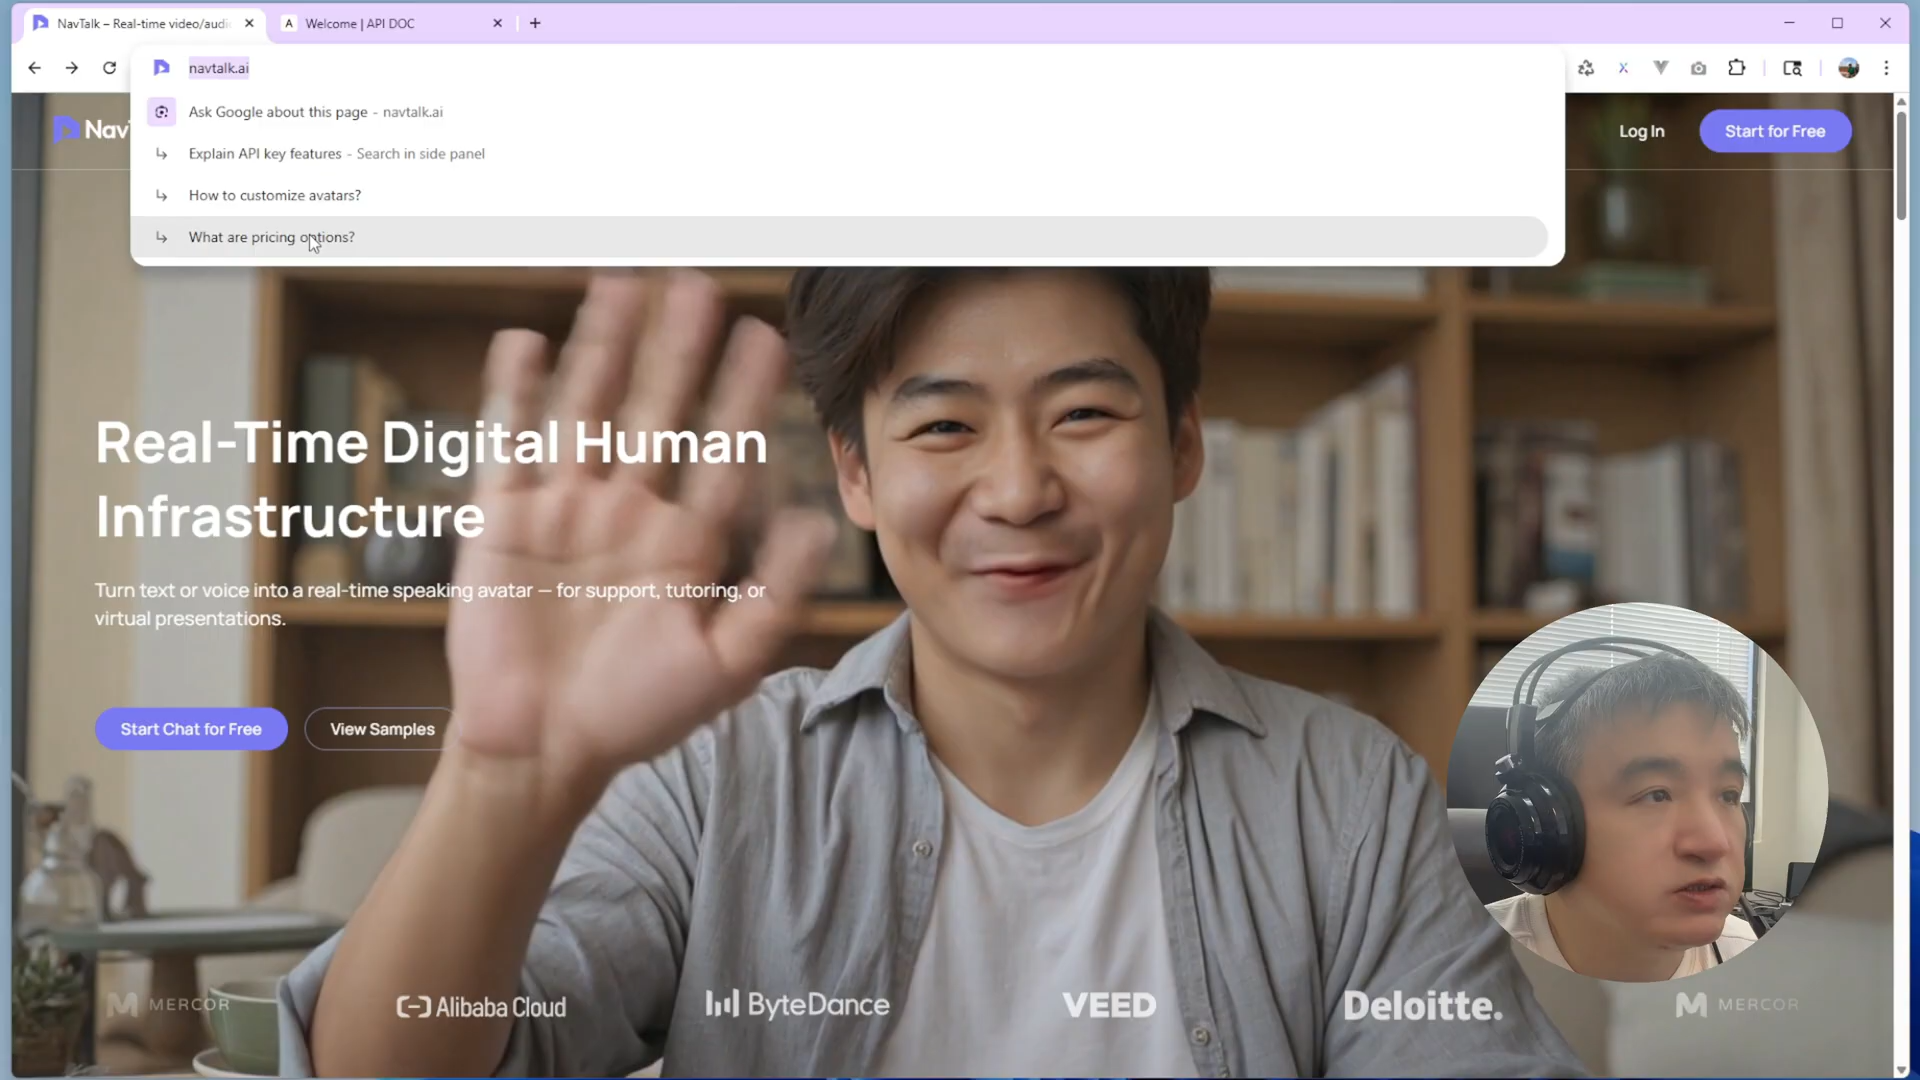 NavTalk – Real-time video/audi
A
Welcome | API DOC
navtalk.ai
Ask Google about this page - navtalk.ai
Explain API key features - Search in side panel
How to customize avatars?
What are pricing options?
Nav
Log In
Start for Free
Real-Time Digital Human
Infrastructure
Turn text or voice into a real-time speaking avatar — for support, tutoring, or
virtual presentations.
Start Chat for Free
View Samples
MERCOR
Alibaba Cloud
ByteDance
VEED
Deloitte.
MERCOR